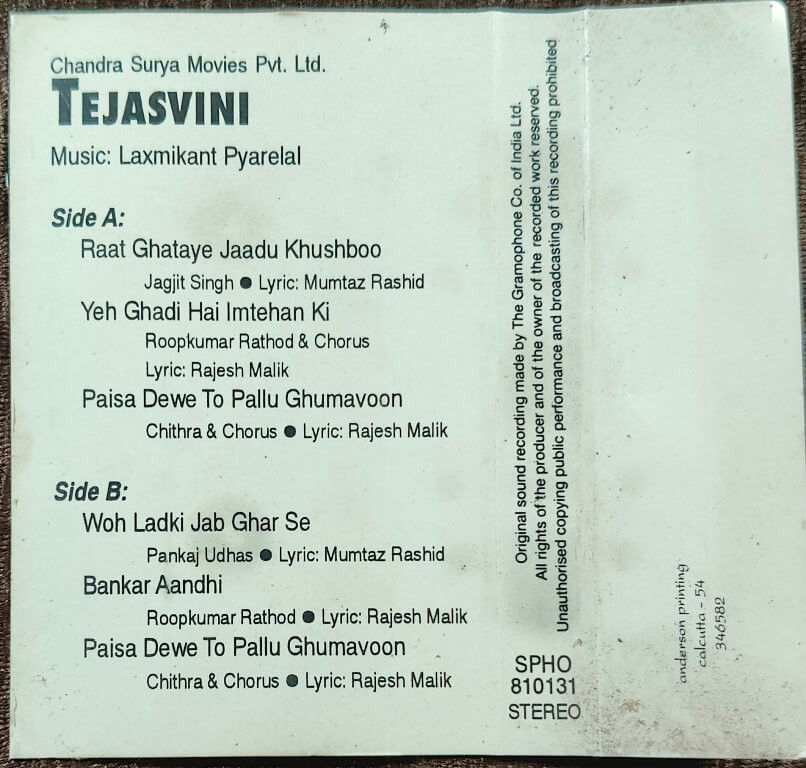 Chandra Surya Movies Pvt. Ltd.
TEJASVINI
Music: Laxmikant Pyarelal
Side A:
Raat Ghataye Jaadu Khushboo
Jagjit Singh ● Lyric: Mumtaz Rashid
Yeh Ghadi Hai Imtehan Ki
Roopkumar Rathod & Chorus
Lyric: Rajesh Malik
Paisa Dewe To Pallu Ghumavoon
Chithra & Chorus ● Lyric: Rajesh Malik
Side B:
Woh Ladki Jab Ghar Se
Pankaj Udhas ● Lyric: Mumtaz Rashid
Bankar Aandhi
Roopkumar Rathod ● Lyric: Rajesh Malik
Paisa Dewe To Pallu Ghumavoon
Chithra & Chorus ● Lyric: Rajesh Malik
Original sound recording made by The Gramophone Co. of India Ltd.
All rights of the producer and of the owner of the recorded work reserved.
Unauthorised copying public performance and broadcasting of this recording prohibited
SPHO
810131
STEREO
anderson printing
calcutta - 54
346582